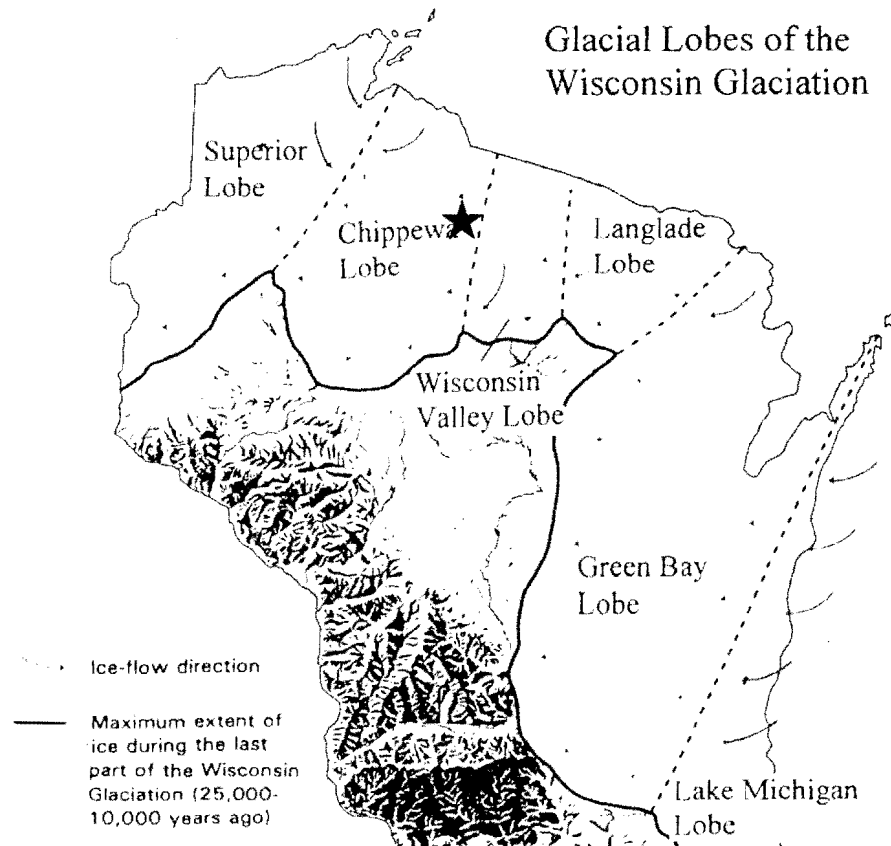 Glacial Lobes of the
Wisconsin Glaciation
Superior
Lobe
Chippewa
Lobe
Langlade
Lobe
Wisconsin
Valley Lobe
Green Bay
Lobe
Ice-flow direction
Maximum extent of
ice during the last
part of the Wisconsin
Glaciation (25,000-
10,000 years ago)
Lake Michigan
Lobe